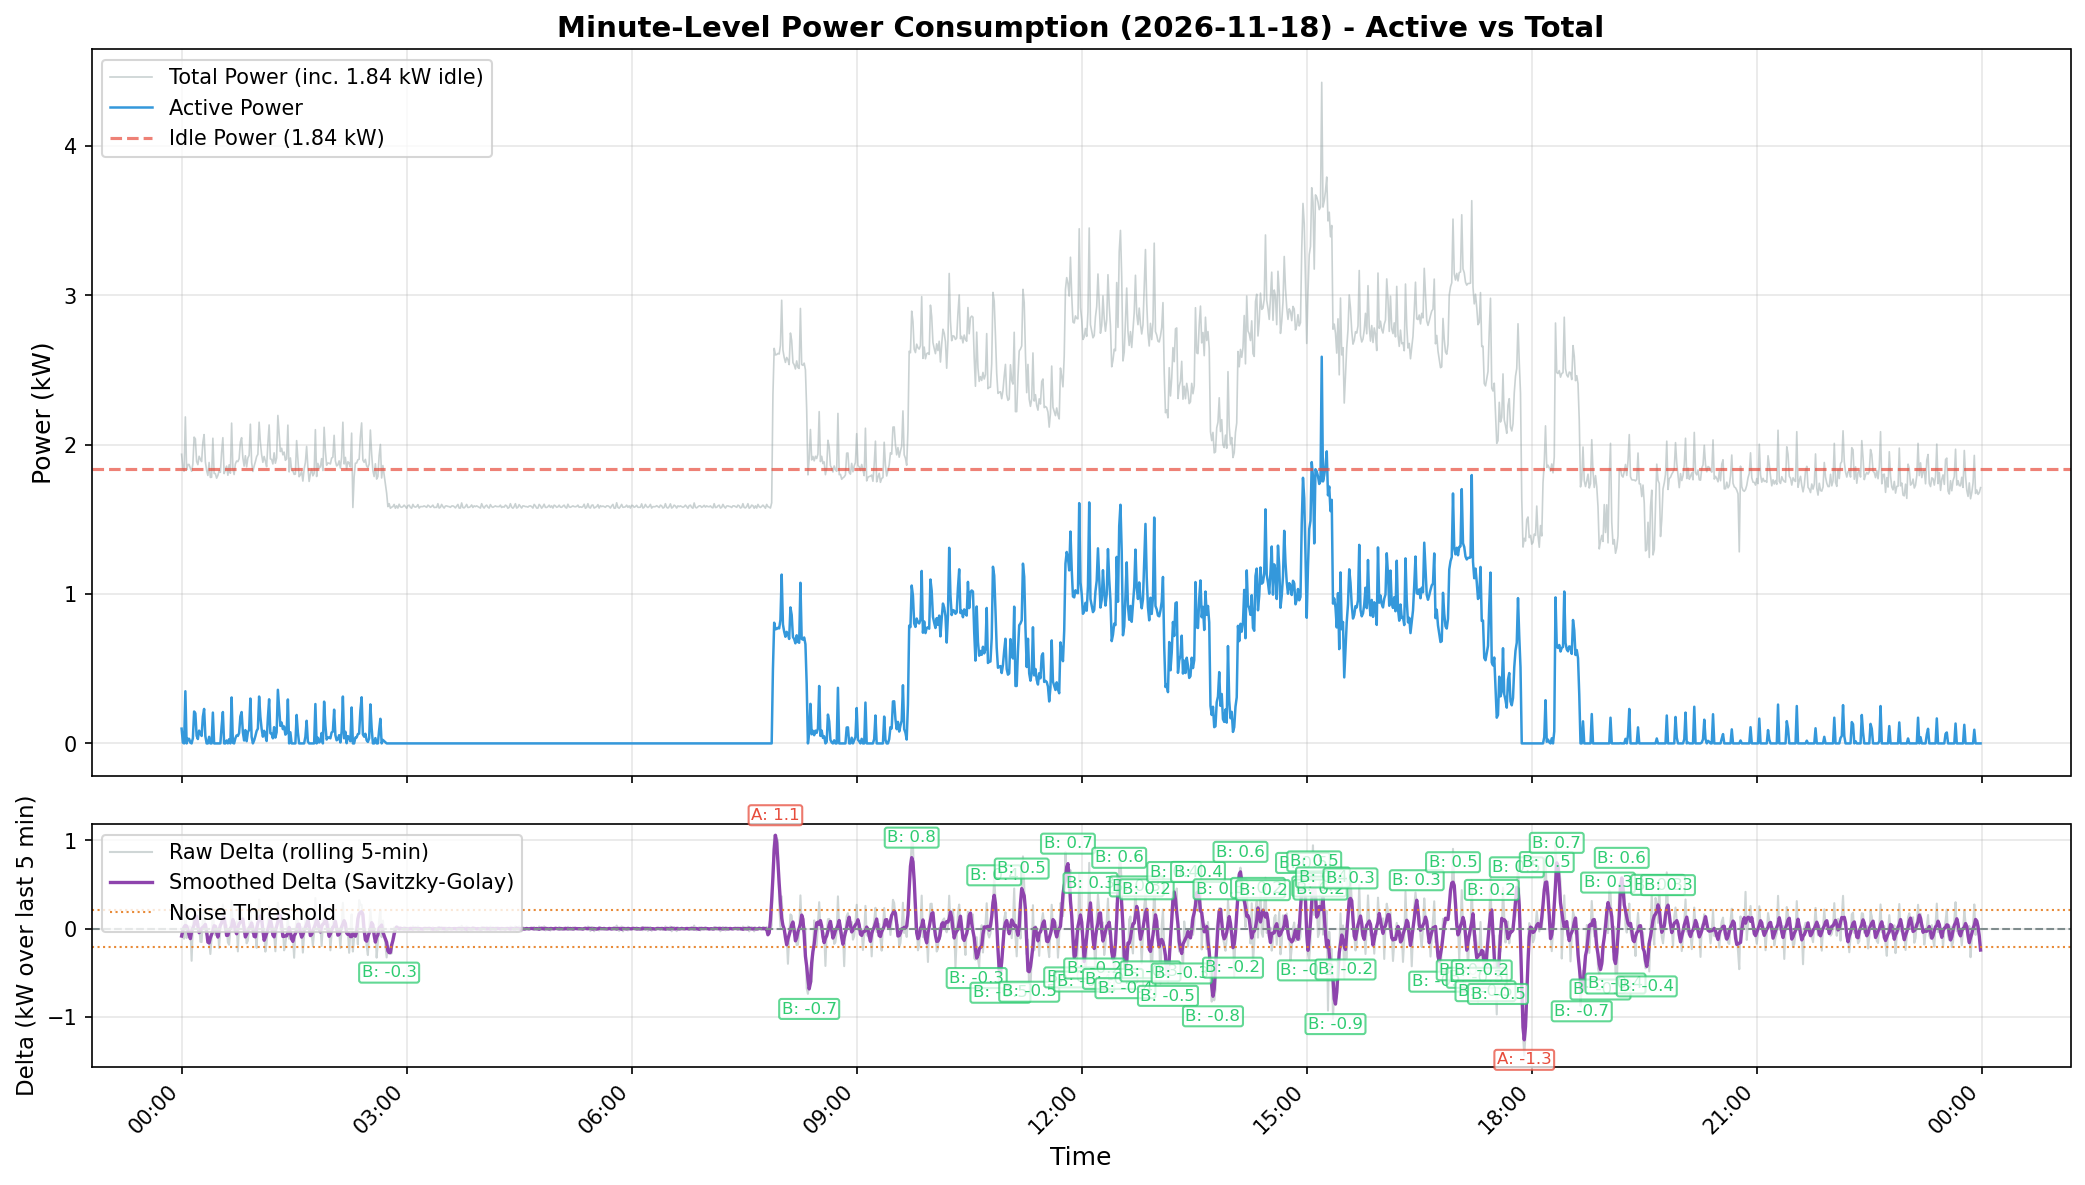 Minute-Level Power Consumption (2026-11-18) - Active vs Total
Total Power (inc. 1.84 kW idle)
Active Power
Idle Power (1.84 kW)
Power (kW)
4
3
2
1
0
A: 1.1
Raw Delta (rolling 5-min)
Smoothed Delta (Savitzky-Golay)
Noise Threshold
Delta (kW over last 5 min)
1
0
−1
B: -0.3
B: -0.7
B: 0.8
B: 0.5
B: -0.3
B: 0.7
B: 0.6
B: 0.2
B: -0.5
B: 0.4
B: 0.6
B: 0.2
B: -0.2
B: -0.8
B: 0.5
B: 0.3
B: -0.2
B: -0.9
B: 0.3
B: 0.5
B: 0.2
B: -0.2
B: -0.5
B: 0.7
B: 0.5
A: -1.3
B: -0.7
B: 0.6
B: 0.3
B: -0.4
00:00
03:00
06:00
09:00
12:00
15:00
18:00
21:00
00:00
Time